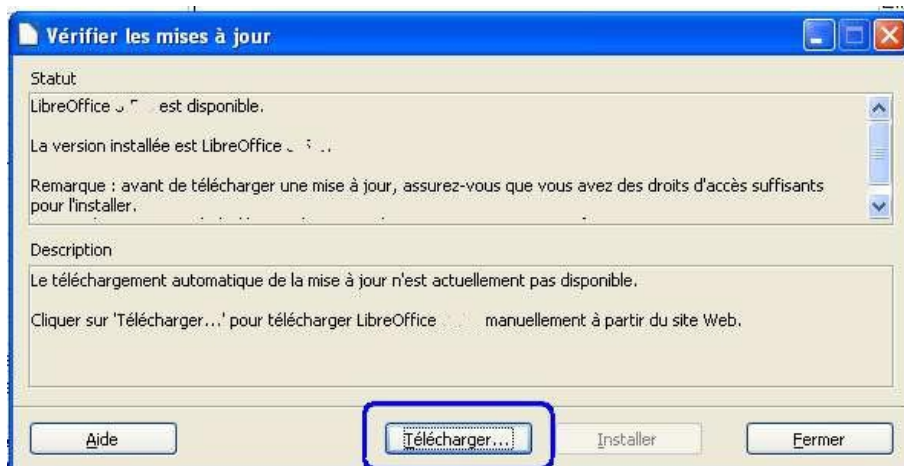 Vérifier les mises à jour
Statut
LibreOffice est disponible.
La version installée est LibreOffice
Remarque : avant de télécharger une mise à jour, assurez-vous que vous avez des droits d'accès suffisants
pour l'installer.
Description
Le téléchargement automatique de la mise à jour n'est actuellement pas disponible.
Cliquer sur 'Télécharger...' pour télécharger LibreOffice manuellement à partir du site Web.
Aide
Télécharger...
Installer
Fermer